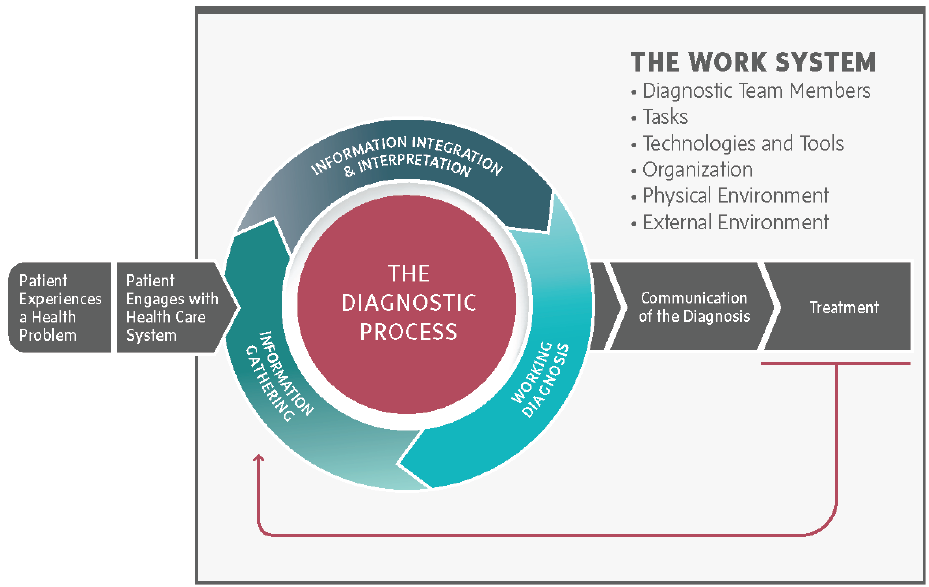 THE WORK SYSTEM
• Diagnostic Team Members
• Tasks
• Technologies and Tools
• Organization
• Physical Environment
• External Environment
INFORMATION INTEGRATION
& INTERPRETATION
THE
DIAGNOSTIC
PROCESS
INFORMATION
GATHERING
WORKING
DIAGNOSIS
Patient
Experiences
a Health
Problem
Patient
Engages with
Health Care
System
Communication
of the Diagnosis
Treatment